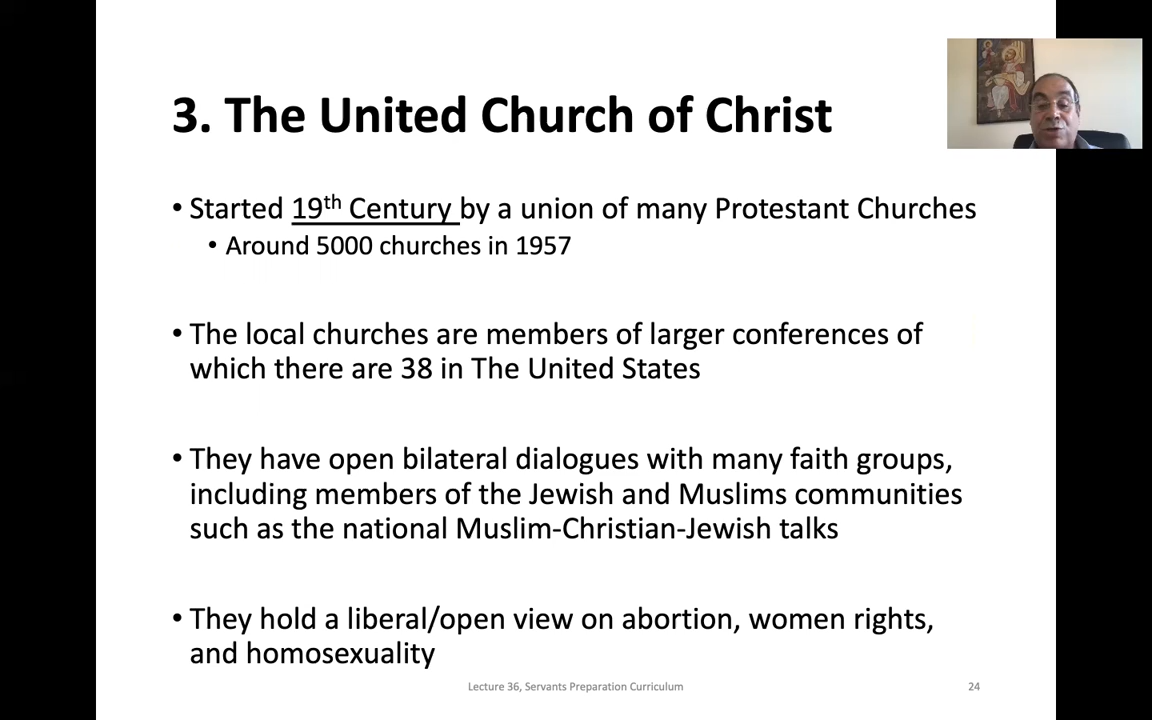 3. The United Church of Christ
• Started 19th Century by a union of many Protestant Churches
• Around 5000 churches in 1957
• The local churches are members of larger conferences of
which there are 38 in The United States
• They have open bilateral dialogues with many faith groups,
including members of the Jewish and Muslims communities
such as the national Muslim-Christian-Jewish talks
• They hold a liberal/open view on abortion, women rights,
and homosexuality
Lecture 36, Servants Preparation Curriculum
24